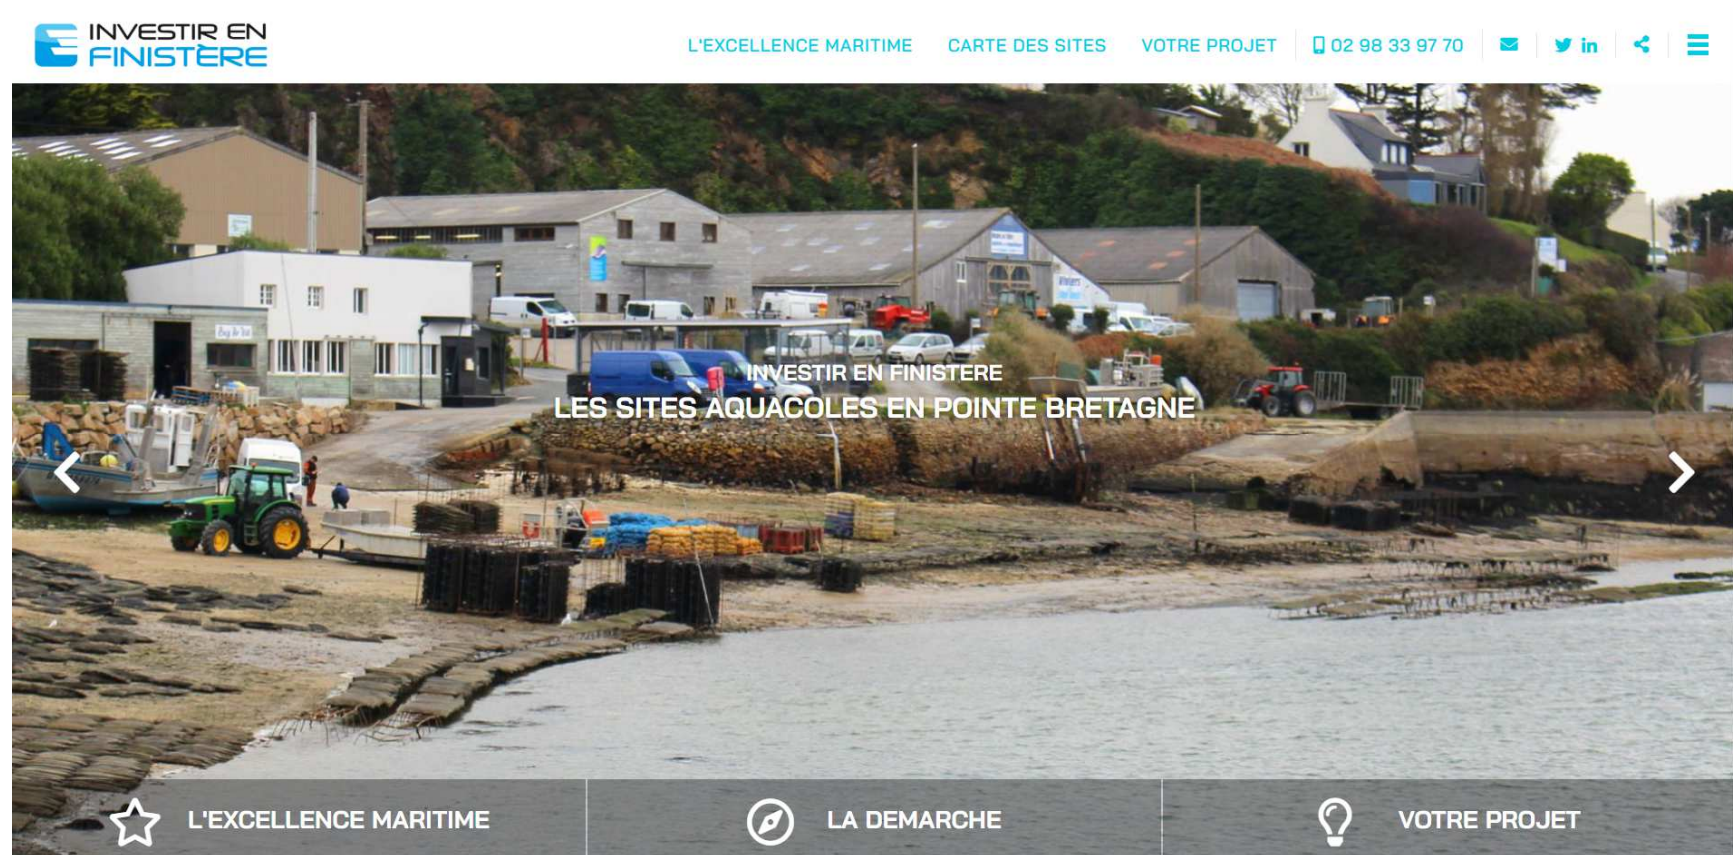 INVESTIR EN
FINISTÈRE
L'EXCELLENCE MARITIME
CARTE DES SITES
VOTRE PROJET
02 98 33 97 70
INVESTIR EN FINISTERE
LES SITES AQUACOLES EN POINTE BRETAGNE
L'EXCELLENCE MARITIME
LA DEMARCHE
VOTRE PROJET